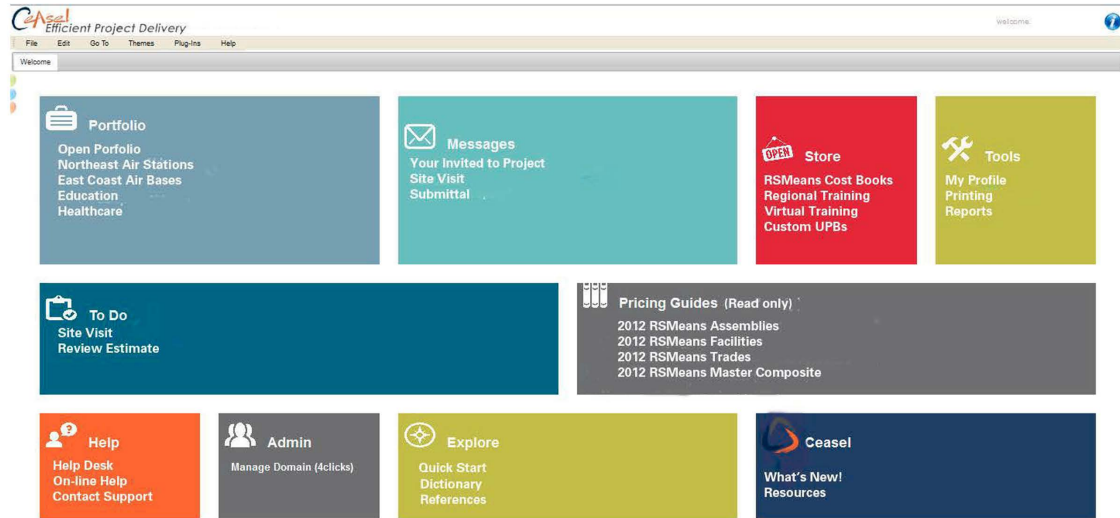 CeAsel
Efficient Project Delivery
welcome.
File Edit Go To Themes Plug-Ins Help
Welcome
Portfolio
Open Porfolio
Northeast Air Stations
East Coast Air Bases
Education
Healthcare
Messages
Your Invited to Project
Site Visit
Submittal
OPEN
Store
RSMeans Cost Books
Regional Training
Virtual Training
Custom UPBs
Tools
My Profile
Printing
Reports
To Do
Site Visit
Review Estimate
Pricing Guides (Read only)
2012 RSMeans Assemblies
2012 RSMeans Facilities
2012 RSMeans Trades
2012 RSMeans Master Composite
Help
Help Desk
On-line Help
Contact Support
Admin
Manage Domain (4clicks)
Explore
Quick Start
Dictionary
References
Ceasel
What's New!
Resources